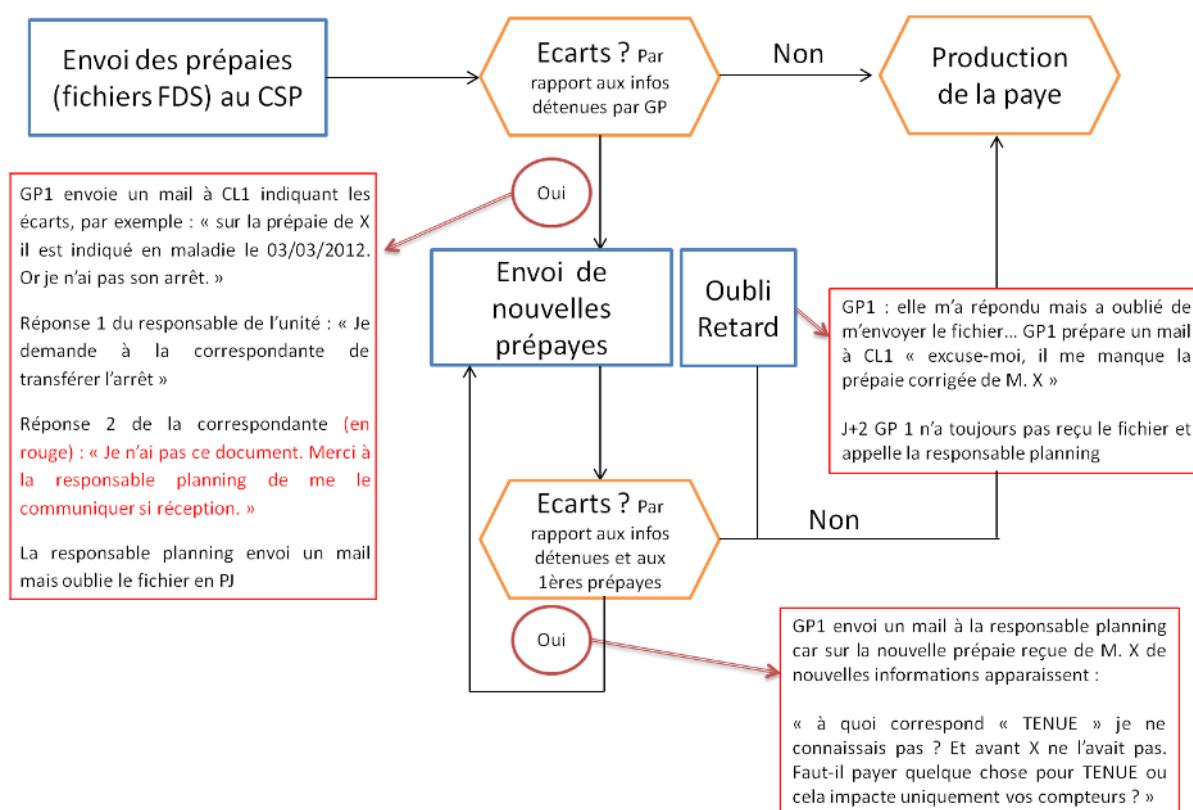 Envoi des prépaies
(fichiers FDS) au CSP
Ecarts ? Par
rapport aux infos
détenues par GP
Non
Production
de la paye
Oui
GP1 envoie un mail à CL1 indiquant les
écarts, par exemple : « sur la prépaie de X
il est indiqué en maladie le 03/03/2012.
Or je n'ai pas son arrêt. »
Réponse 1 du responsable de l'unité : « Je
demande à la correspondante de
transférer l'arrêt »
Réponse 2 de la correspondante (en
rouge) : « Je n'ai pas ce document. Merci à
la responsable planning de me le
communiquer si réception. »
La responsable planning envoi un mail
mais oublie le fichier en PJ
Envoi de
nouvelles
prépayes
Oubli
Retard
GP1 : elle m'a répondu mais a oublié de
m'envoyer le fichier... GP1 prépare un mail
à CL1 « excuse-moi, il me manque la
prépaie corrigée de M. X »
J+2 GP 1 n'a toujours pas reçu le fichier et
appelle la responsable planning
Ecarts ? Par
rapport aux infos
détenues et aux
1ères prépayes
Non
Oui
GP1 envoi un mail à la responsable planning
car sur la nouvelle prépaie reçue de M. X de
nouvelles informations apparaissent :
« à quoi correspond « TENUE » je ne
connaissais pas ? Et avant X ne l'avait pas.
Faut-il payer quelque chose pour TENUE ou
cela impacte uniquement vos compteurs ? »